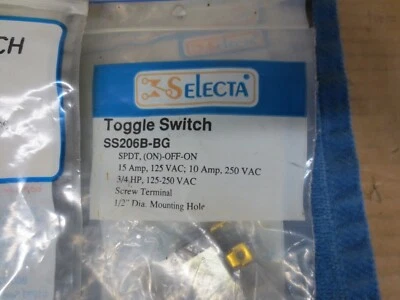 CH
SELECTA
Toggle Switch
SS206B-BG
SPDT, (ON)-OFF-ON
15 Amp, 125 VAC; 10 Amp, 250 VAC
3/4 HP, 125-250 VAC
Screw Terminal
1/2" Dia. Mounting Hole